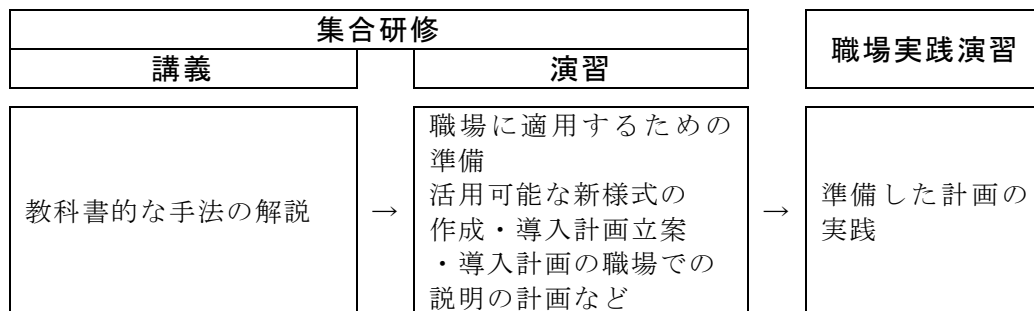 集合研修
職場実践演習
講義
演習
教科書的な手法の解説
→
職場に適用するための
準備
活用可能な新様式の
作成・導入計画立案
・導入計画の職場での
説明の計画など
→
準備した計画の
実践